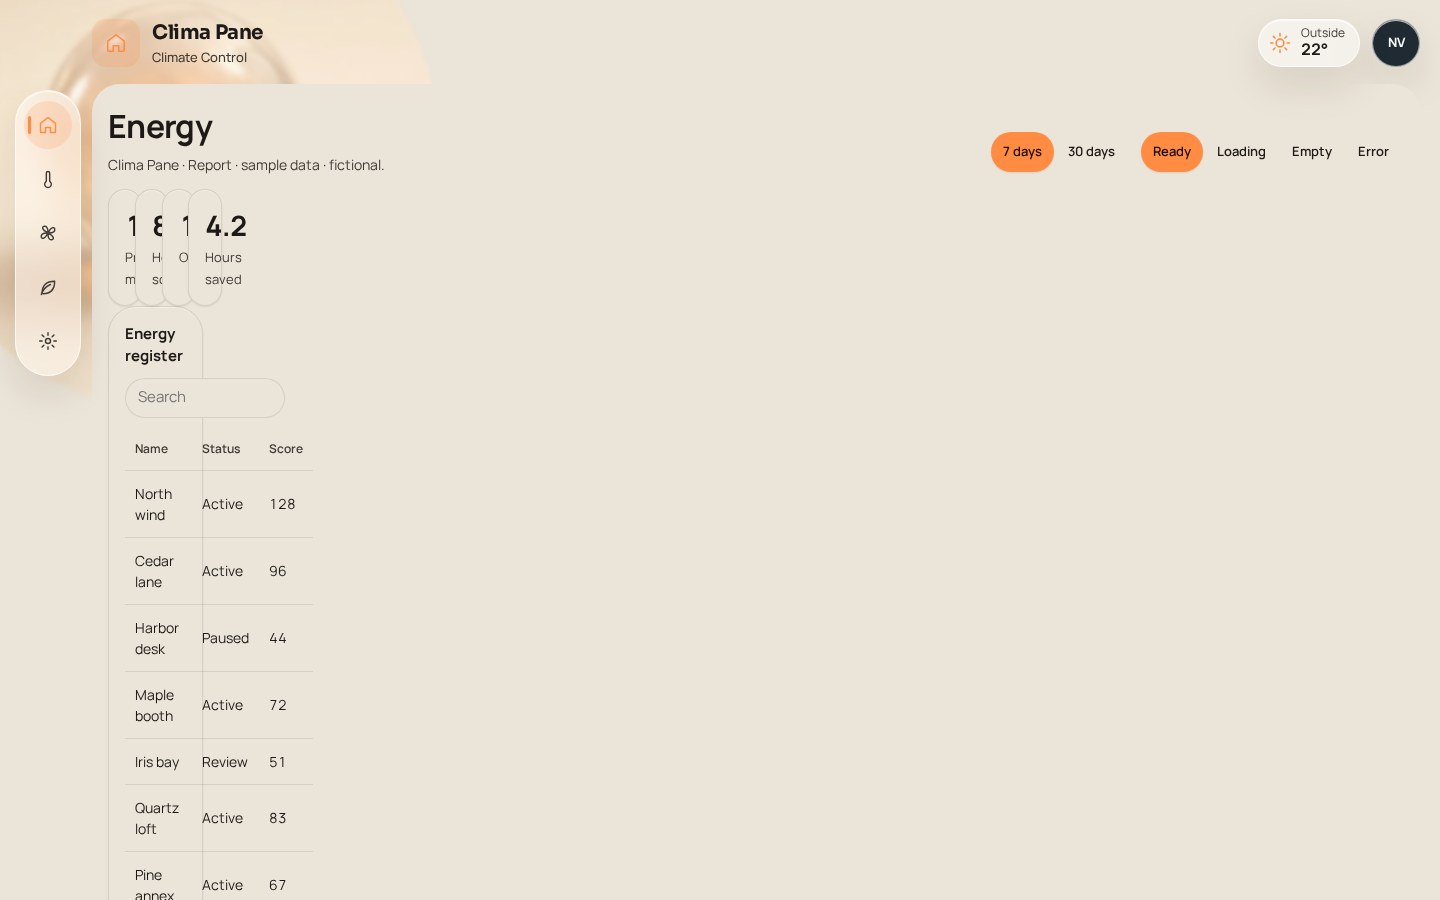 Clima Pane
Climate Control
Outside
22°
NV
Energy
Clima Pane · Report · sample data · fictional.
7 days
30 days
Ready
Loading
Empty
Error
4.2
Hours
saved
Energy
register
Search
Name Status Score
North
wind
Active 128
Cedar
lane
Active 96
Harbor
desk
Paused 44
Maple
booth
Active 72
Iris bay Review 51
Quartz
loft
Active 83
Pine
annex
Active 67